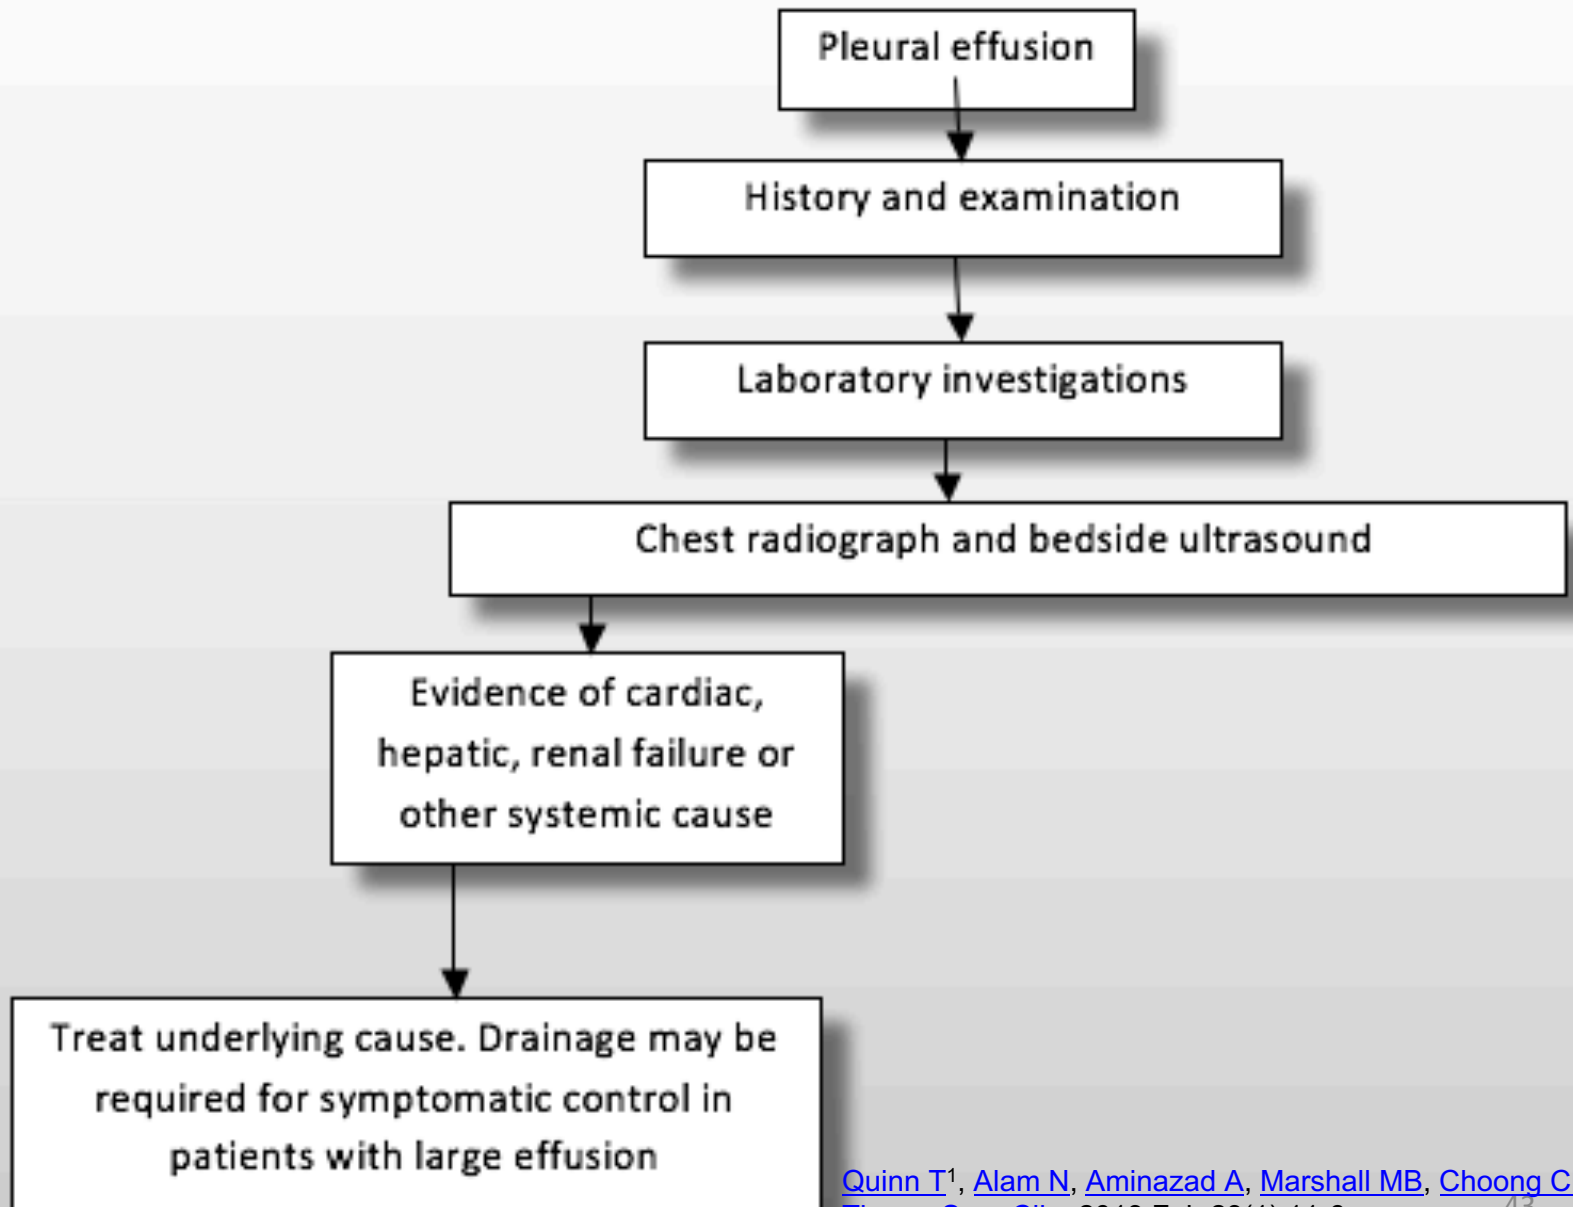 Pleural effusion
History and examination
Laboratory investigations
Chest radiograph and bedside ultrasound
Evidence of cardiac,
hepatic, renal failure or
other systemic cause
Treat underlying cause. Drainage may be
required for symptomatic control in
patients with large effusion
Quinn T1, Alam N, Aminazad A, Marshall MB, Choong C
43